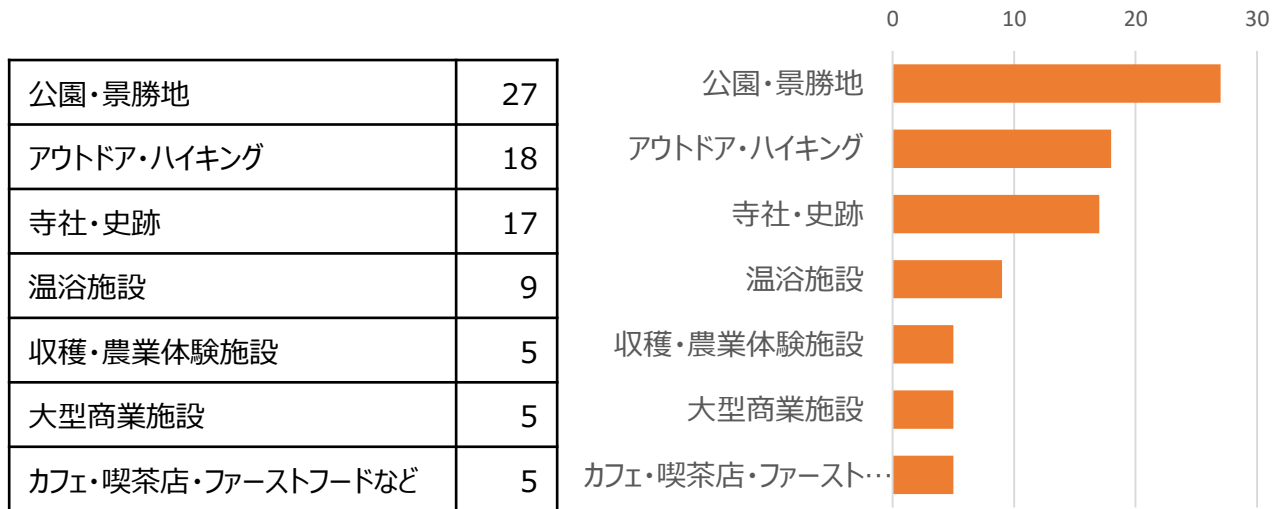 公園・景勝地 27
アウトドア・ハイキング 18
寺社・史跡 17
温浴施設 9
収穫・農業体験施設 5
大型商業施設 5
カフェ・喫茶店・ファーストフードなど 5
0 10 20 30
公園・景勝地
アウトドア・ハイキング
寺社・史跡
温浴施設
収穫・農業体験施設
大型商業施設
カフェ・喫茶店・ファースト…